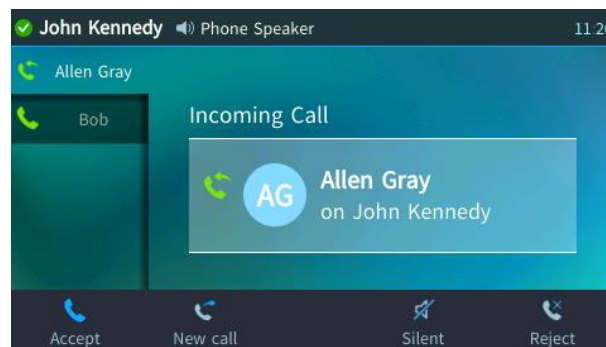 John Kennedy Phone Speaker
Allen Gray
Bob
Incoming Call
AG
Allen Gray
on John Kennedy
Accept New call Silent Reject